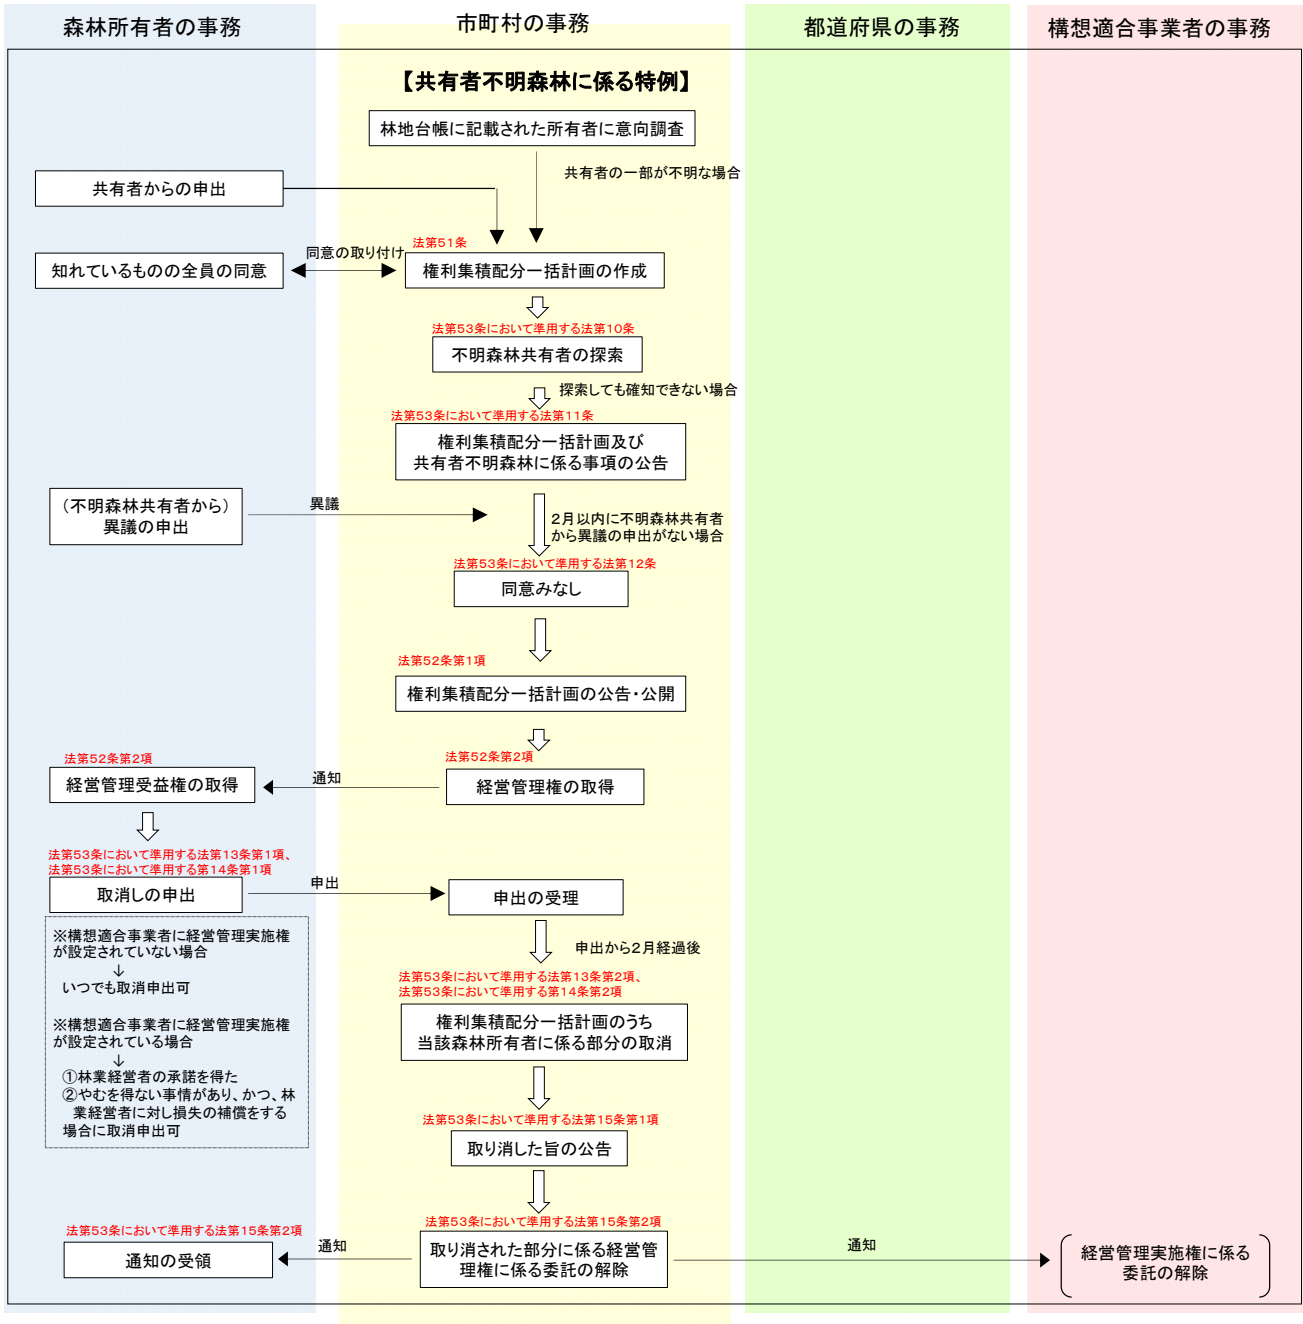 森林所有者の事務
市町村の事務
都道府県の事務
構想適合事業者の事務
【共有者不明森林に係る特例】
林地台帳に記載された所有者に意向調査
共有者の一部が不明な場合
共有者からの申出
法第51条
同意の取り付け
知れているものの全員の同意
権利集積配分一括計画の作成
法第53条において準用する法第10条
不明森林共有者の探索
探索しても確知できない場合
法第53条において準用する法第11条
権利集積配分一括計画及び
共有者不明森林に係る事項の公告
（不明森林共有者から）
異議の申出
異議
２月以内に不明森林共有者
から異議の申出がない場合
法第53条において準用する法第12条
同意みなし
法第52条第1項
権利集積配分一括計画の公告・公開
法第52条第2項
経営管理受益権の取得
通知
法第52条第2項
経営管理権の取得
法第53条において準用する法第13条第1項、
法第53条において準用する第14条第1項
取消しの申出
申出
申出の受理
※構想適合事業者に経営管理実施権
が設定されていない場合
↓
いつでも取消申出可
※構想適合事業者に経営管理実施権
が設定されている場合
↓
①林業経営者の承諾を得た
②やむを得ない事情があり、かつ、林
業経営者に対し損失の補償をする
場合に取消申出可
申出から２月経過後
法第53条において準用する法第13条第2項、
法第53条において準用する第14条第2項
権利集積配分一括計画のうち
当該森林所有者に係る部分の取消
法第53条において準用する法第15条第1項
取り消した旨の公告
法第53条において準用する法第15条第2項
通知の受領
通知
法第53条において準用する法第15条第2項
取り消された部分に係る経営管
理権に係る委託の解除
通知
経営管理実施権に係る
委託の解除